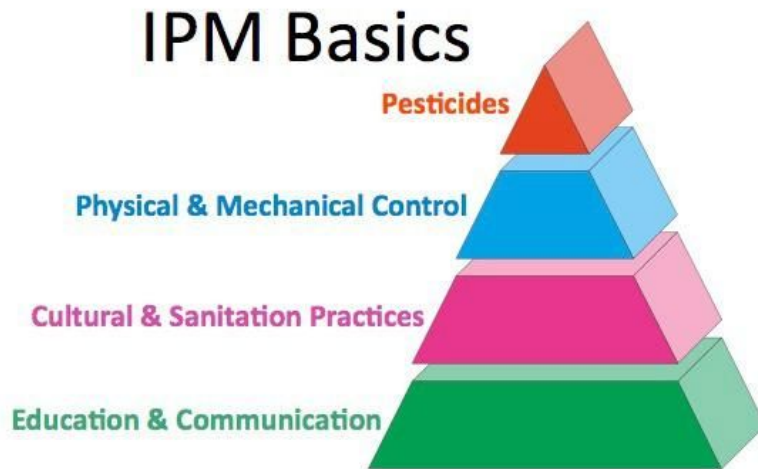 IPM Basics
Pesticides
Physical & Mechanical Control
Cultural & Sanitation Practices
Education & Communication